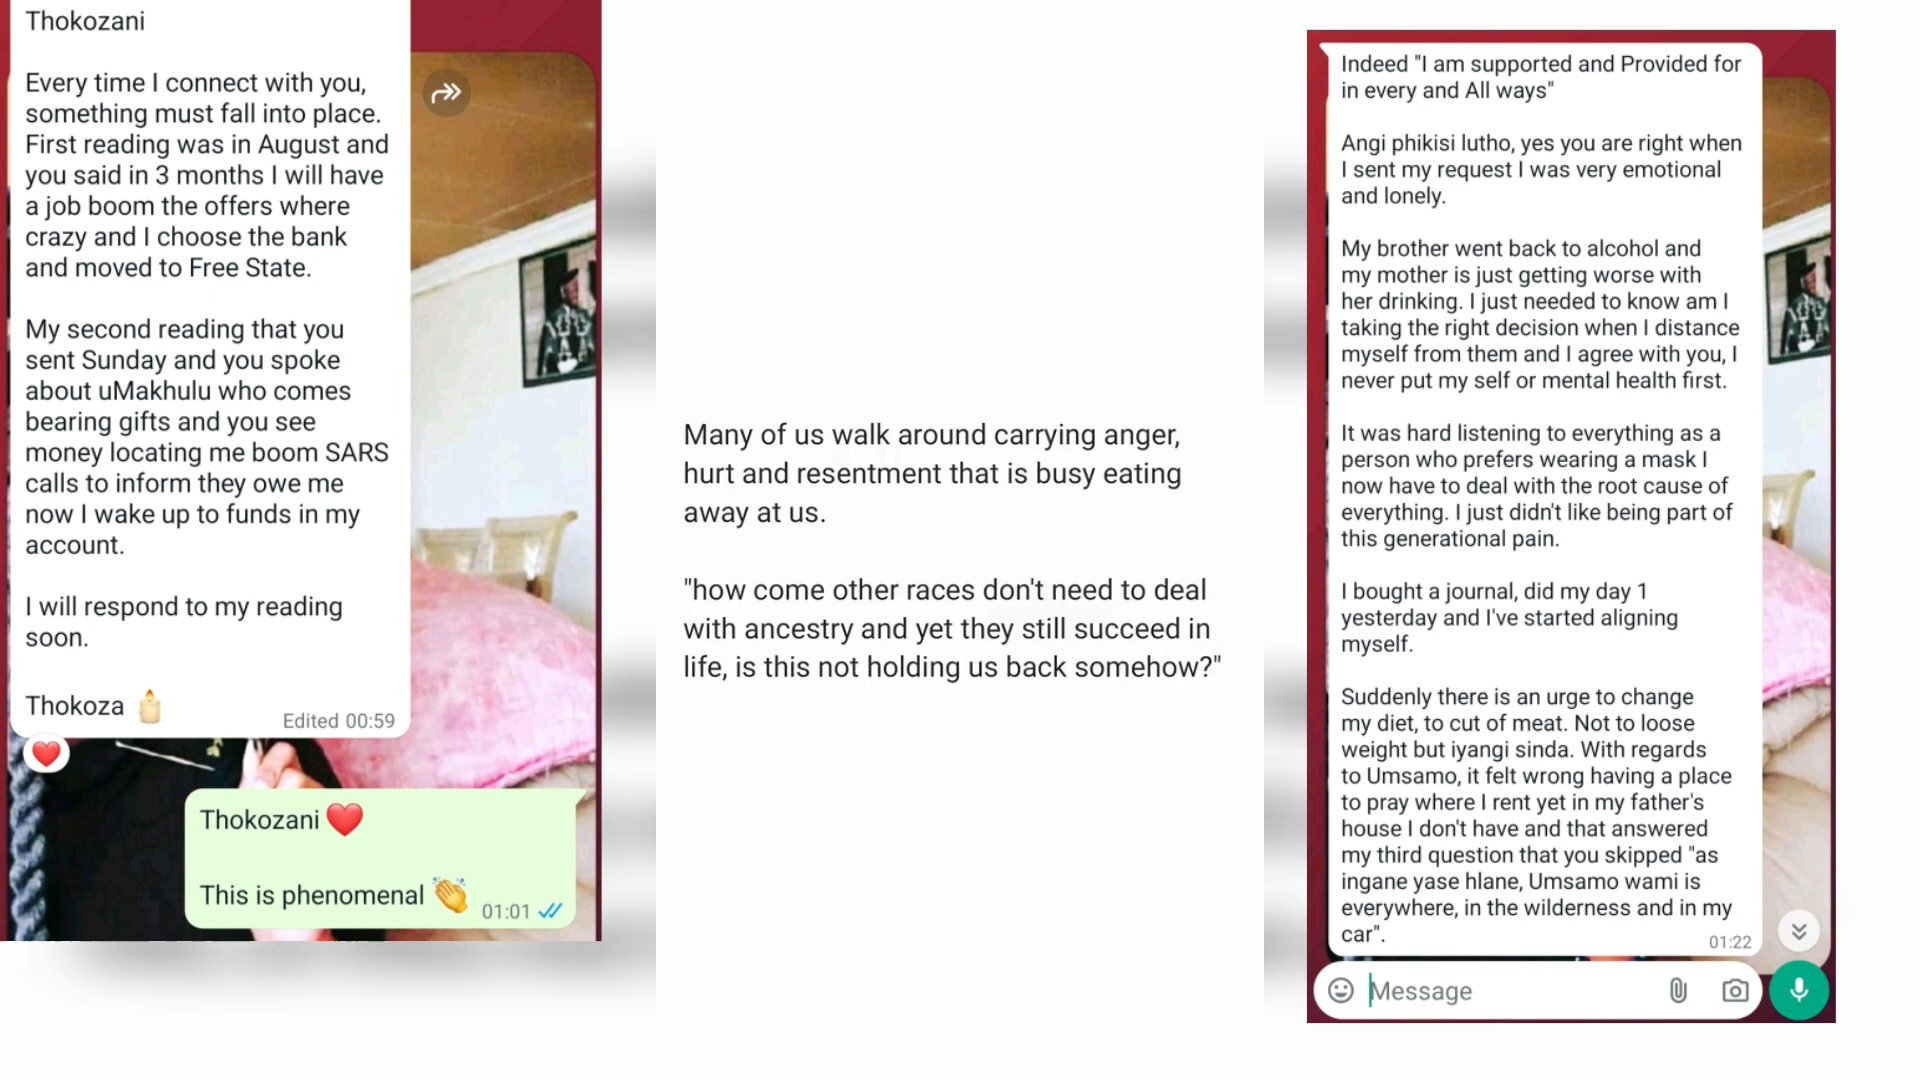 Thokozani
Every time I connect with you,
something must fall into place.
First reading was in August and
you said in 3 months I will have
a job boom the offers where
crazy and I choose the bank
and moved to Free State.
My second reading that you
sent Sunday and you spoke
about uMakhulu who comes
bearing gifts and you see
money locating me boom SARS
calls to inform they owe me
now I wake up to funds in my
account.
I will respond to my reading
soon.
Thokoza 🕯️
Edited 00:59
❤️
Thokozani ❤️
This is phenomenal 👏
01:01
Many of us walk around carrying anger,
hurt and resentment that is busy eating
away at us.
"how come other races don't need to deal
with ancestry and yet they still succeed in
life, is this not holding us back somehow?"
Indeed "I am supported and Provided for
in every and All ways"
Angi phikisi lutho, yes you are right when
I sent my request I was very emotional
and lonely.
My brother went back to alcohol and
my mother is just getting worse with
her drinking. I just needed to know am I
taking the right decision when I distance
myself from them and I agree with you, I
never put my self or mental health first.
It was hard listening to everything as a
person who prefers wearing a mask I
now have to deal with the root cause of
everything. I just didn't like being part of
this generational pain.
I bought a journal, did my day 1
yesterday and I've started aligning
myself.
Suddenly there is an urge to change
my diet, to cut of meat. Not to loose
weight but iyangi sinda. With regards
to Umsamo, it felt wrong having a place
to pray where I rent yet in my father's
house I don't have and that answered
my third question that you skipped "as
ingane yase hlane, Umsamo wami is
everywhere, in the wilderness and in my
car".
01:22
Message